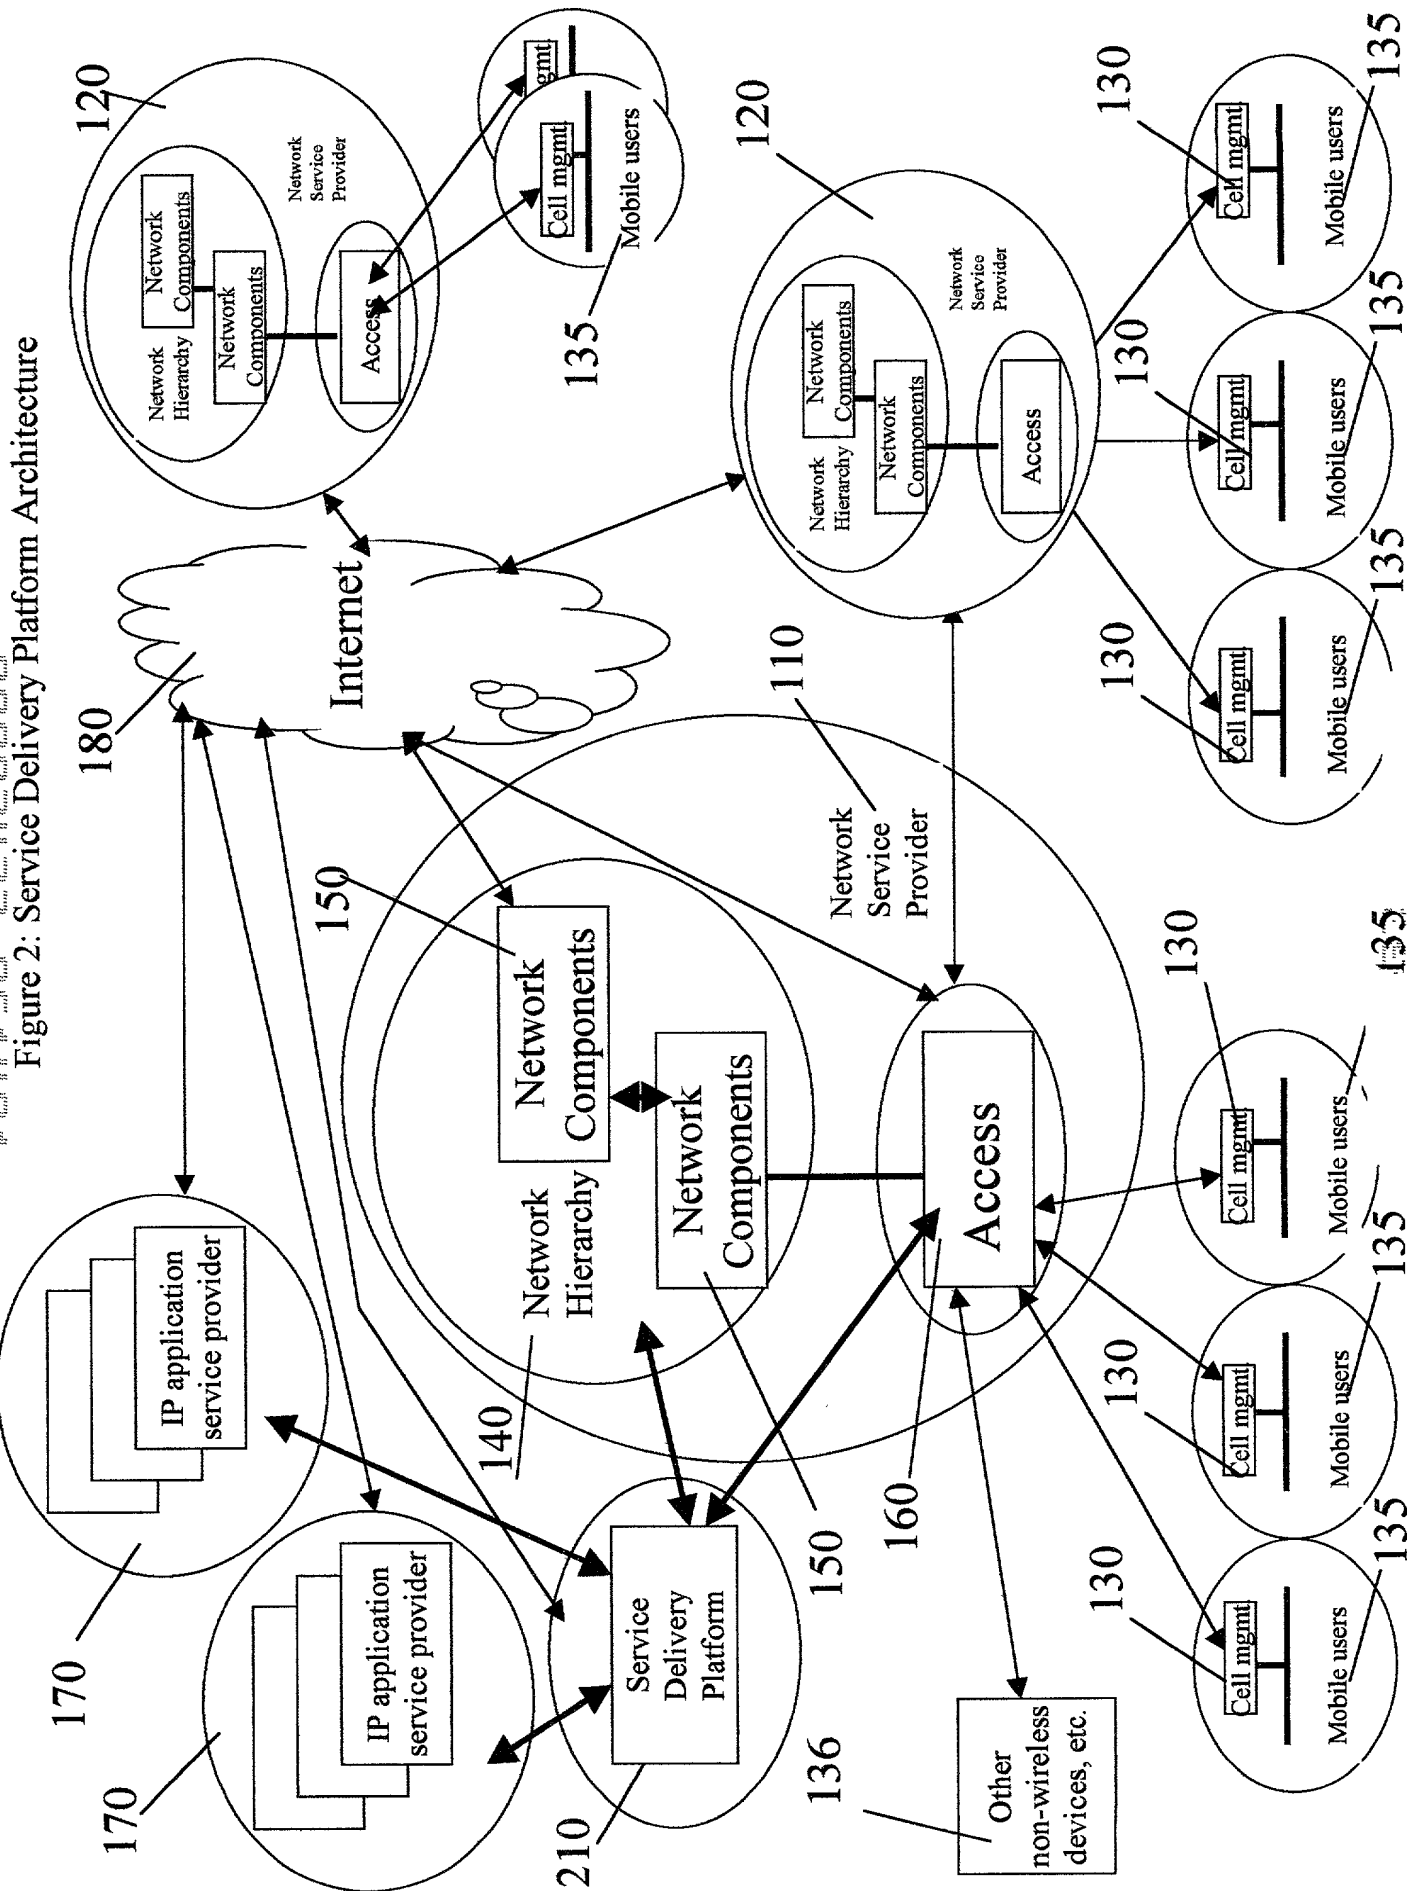 Figure 2: Service Delivery Platform Architecture
170
IP application
service provider
170
IP application
service provider
210
Service
Delivery
Platform
136
Other
non-wireless
devices, etc.
180
Internet
140
Network
Hierarchy
150
Network
Components
Network
Components
150
160
Access
Network
Service
Provider
110
120
Network
Hierarchy
Network
Components
Network
Components
Access
Network
Service
Provider
mgmt
Cell mgmt
Mobile users
135
120
Network
Hierarchy
Network
Components
Network
Components
Access
Network
Service
Provider
130
Cell mgmt
Mobile users
135
130
Cell mgmt
Mobile users
135
130
Cell mgmt
Mobile users
135
130
Cell mgmt
Mobile users
135
130
Cell mgmt
Mobile users
135
130
Cell mgmt
Mobile users
135